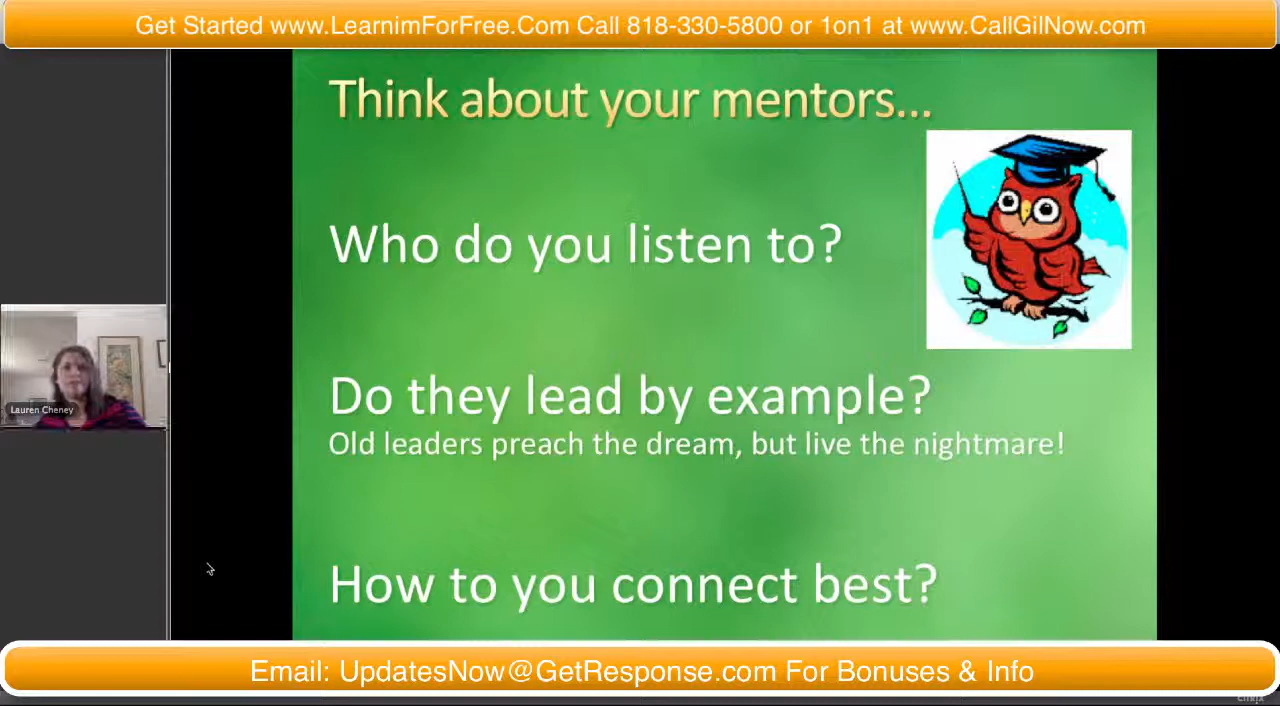 Get Started www.LearnimForFree.Com Call 818-330-5800 or 1on1 at www.CallGilNow.com
Think about your mentors...
Who do you listen to?
Do they lead by example?
Old leaders preach the dream, but live the nightmare!
Lauren Cheney
How to you connect best?
Email: UpdatesNow@GetResponse.com For Bonuses & Info
citrix